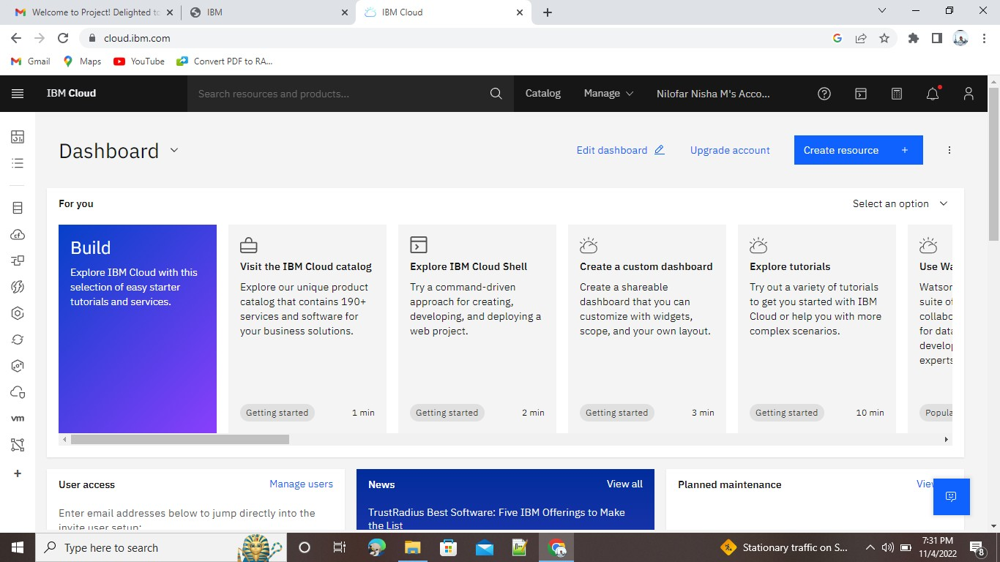 Welcome to Project! Delighted to
IBM
IBM Cloud
cloud.ibm.com
Gmail
Maps
YouTube
Convert PDF to RA...
IBM Cloud
Search resources and products...
Catalog
Manage
Nilofar Nisha M's Acco...
Dashboard
Edit dashboard
Upgrade account
Create resource +
For you
Select an option
Build
Explore IBM Cloud with this
selection of easy starter
tutorials and services.
Visit the IBM Cloud catalog
Explore our unique product
catalog that contains 190+
services and software for
your business solutions.
Getting started
1 min
Explore IBM Cloud Shell
Try a command-driven
approach for creating,
developing, and deploying a
web project.
Getting started
2 min
Create a custom dashboard
Create a shareable
dashboard that you can
customize with widgets,
scope, and your own layout.
Getting started
3 min
Explore tutorials
Try out a variety of tutorials
to get you started with IBM
Cloud or help you with more
complex scenarios.
Getting started
10 min
Use Wa
Watsor
suite of
collabo
for data
develop
experts
Popula
vm
User access
Manage users
Enter email addresses below to jump directly into the
invite user setup:
News
View all
TrustRadius Best Software: Five IBM Offerings to Make
the List
Planned maintenance
View
Type here to search
Stationary traffic on S...
7:31 PM
11/4/2022
8